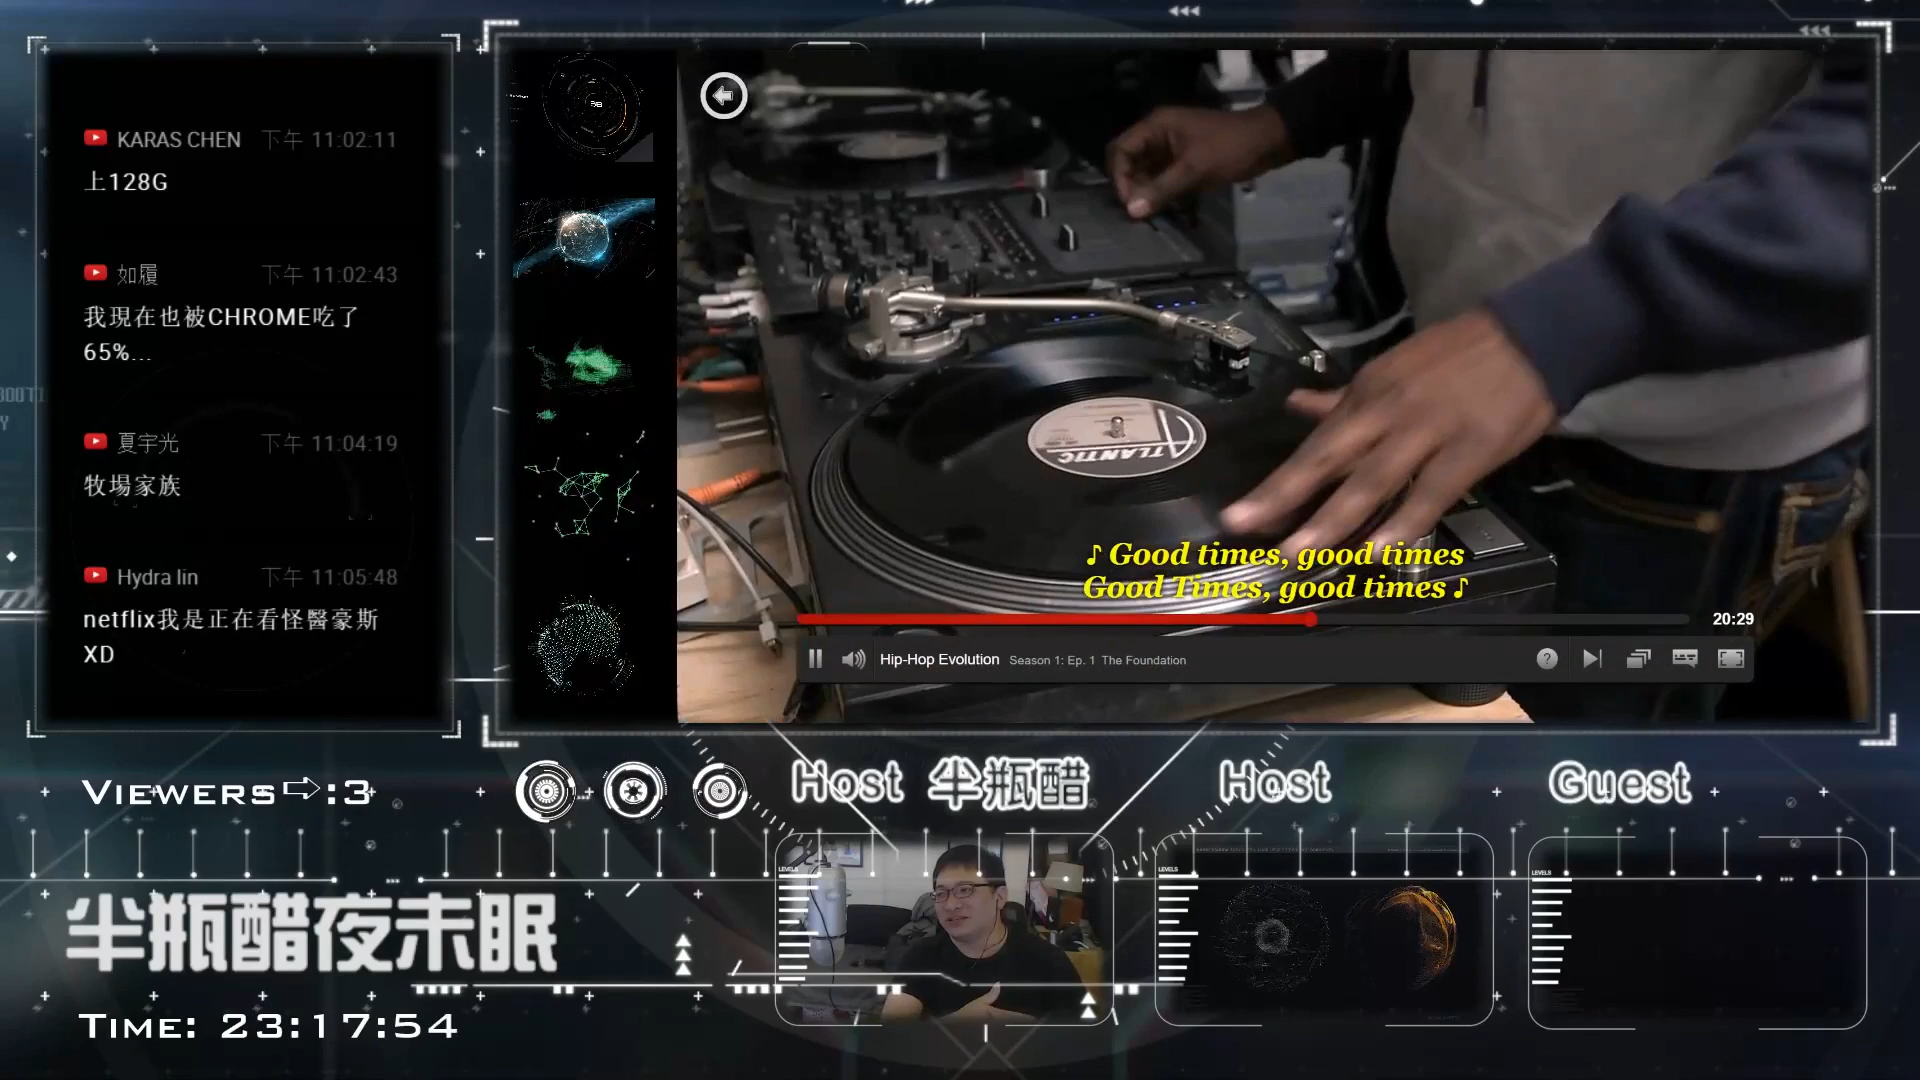 KARAS CHEN 下午 11:02:11
上128G
如履 下午 11:02:43
我現在也被CHROME吃了
65%...
夏宇光 下午 11:04:19
牧場家族
Hydra lin 下午 11:05:48
netflix我是正在看怪醫豪斯
XD
ATLANTIC
♪ Good times, good times
Good Times, good times ♪
20:29
Hip-Hop Evolution Season 1: Ep. 1 The Foundation
VIEWERS⇨:3
Host 半瓶醋
Host
Guest
LEVELS
LEVELS
LEVELS
半瓶醋夜未眠
TIME: 23:17:54